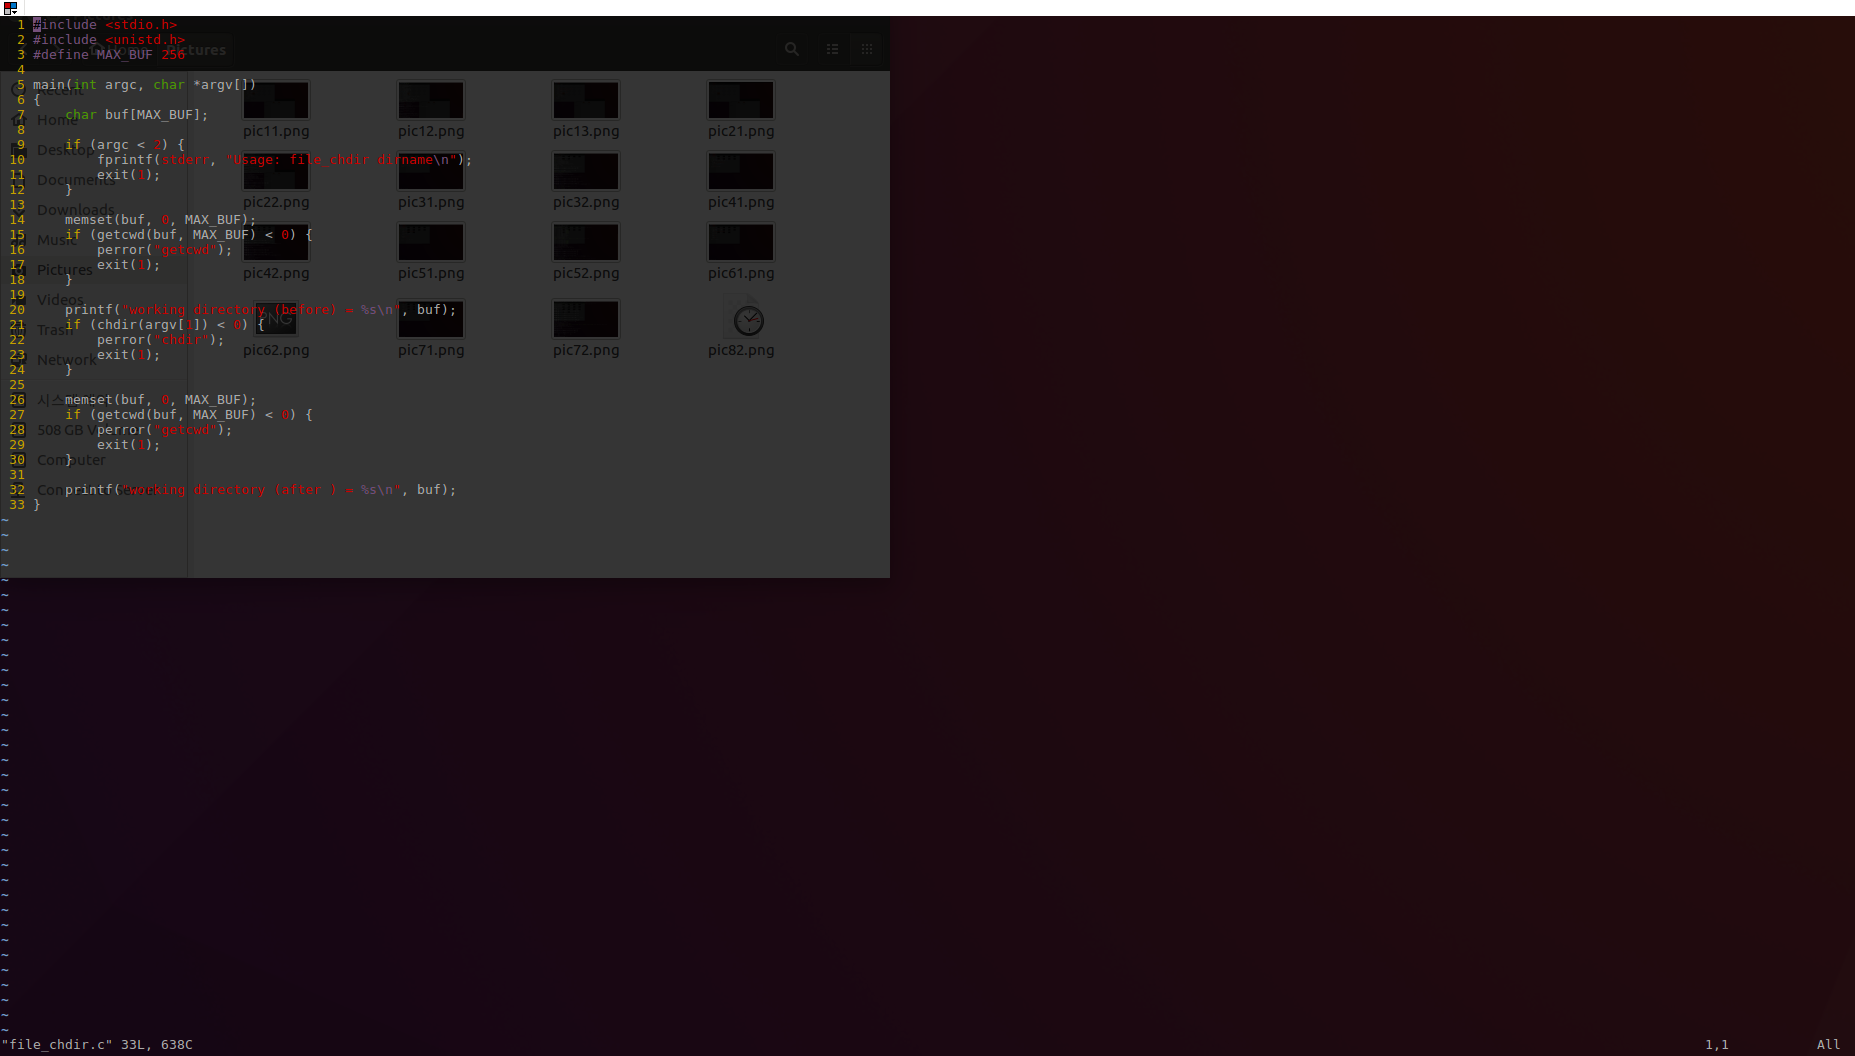 1 #include <stdio.h>
2 #include <unistd.h>
3 #define MAX_BUF 256
4
5 main(int argc, char *argv[])
6 {
7     char buf[MAX_BUF];
8
9     if (argc < 2) {
10         fprintf(stderr, "Usage: file_chdir dirname\n");
11         exit(1);
12     }
13
14     memset(buf, 0, MAX_BUF);
15     if (getcwd(buf, MAX_BUF) < 0) {
16         perror("getcwd");
17         exit(1);
18     }
19
20     printf("working directory (before) = %s\n", buf);
21     if (chdir(argv[1]) < 0) {
22         perror("chdir");
23         exit(1);
24     }
25
26     memset(buf, 0, MAX_BUF);
27     if (getcwd(buf, MAX_BUF) < 0) {
28         perror("getcwd");
29         exit(1);
30     }
31
32     printf("working directory (after ) = %s\n", buf);
33 }
"file_chdir.c" 33L, 638C
1,1
All
Home
Pictures
Recent
Home
Desktop
Documents
Downloads
Music
Pictures
Videos
Trash
Network
508 GB
Computer
pic11.png
pic12.png
pic13.png
pic21.png
pic22.png
pic31.png
pic32.png
pic41.png
pic42.png
pic51.png
pic52.png
pic61.png
PNG
pic62.png
pic71.png
pic72.png
pic82.png